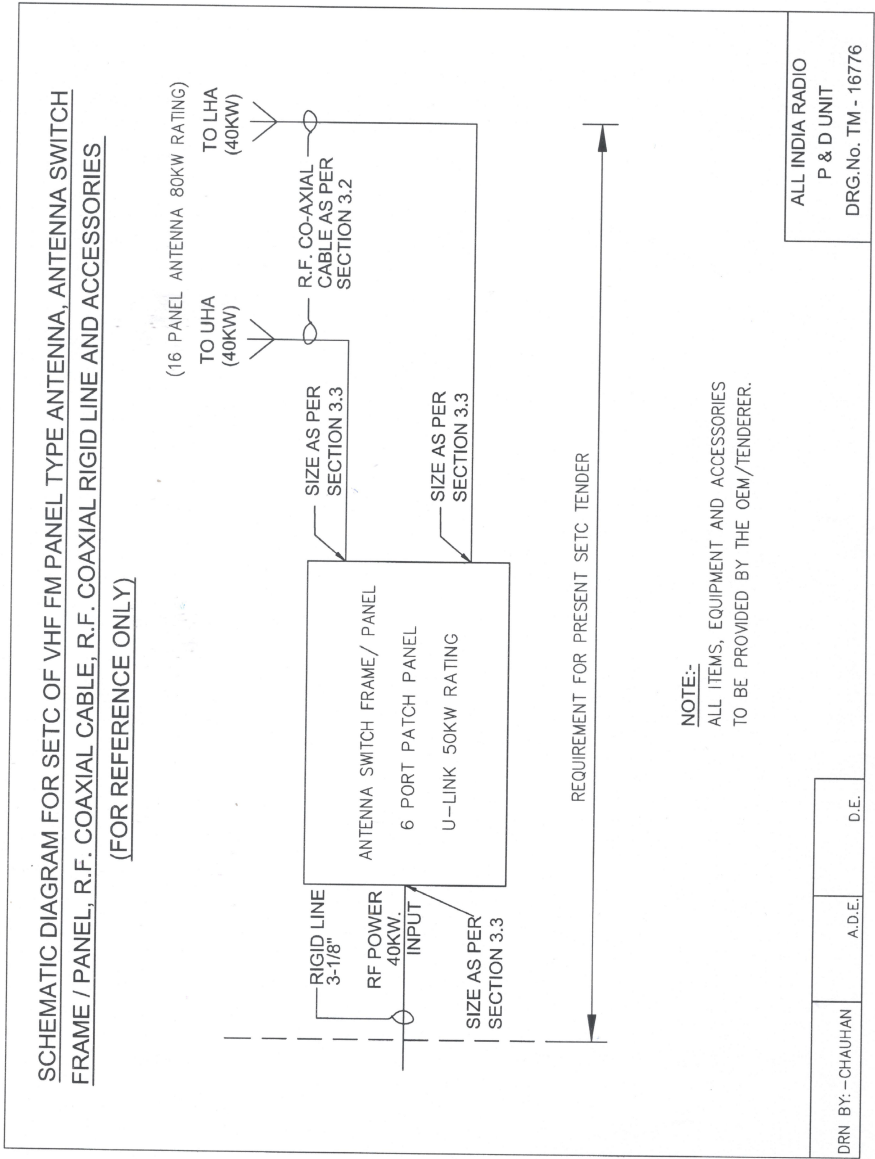 SCHEMATIC DIAGRAM FOR SETC OF VHF FM PANEL TYPE ANTENNA, ANTENNA SWITCH
FRAME / PANEL, R.F. COAXIAL CABLE, R.F. COAXIAL RIGID LINE AND ACCESSORIES
(FOR REFERENCE ONLY)
(16 PANEL ANTENNA 80KW RATING)
TO UHA
(40KW)
TO LHA
(40KW)
R.F. CO-AXIAL
CABLE AS PER
SECTION 3.2
SIZE AS PER
SECTION 3.3
SIZE AS PER
SECTION 3.3
ANTENNA SWITCH FRAME/ PANEL
6 PORT PATCH PANEL
U-LINK 50KW RATING
RIGID LINE
3-1/8"
RF POWER
40KW.
INPUT
SIZE AS PER
SECTION 3.3
REQUIREMENT FOR PRESENT SETC TENDER
NOTE:-
ALL ITEMS, EQUIPMENT AND ACCESSORIES
TO BE PROVIDED BY THE OEM/TENDERER.
DRN BY: -CHAUHAN
A.D.E.
D.E.
ALL INDIA RADIO
P & D UNIT
DRG.No. TM - 16776